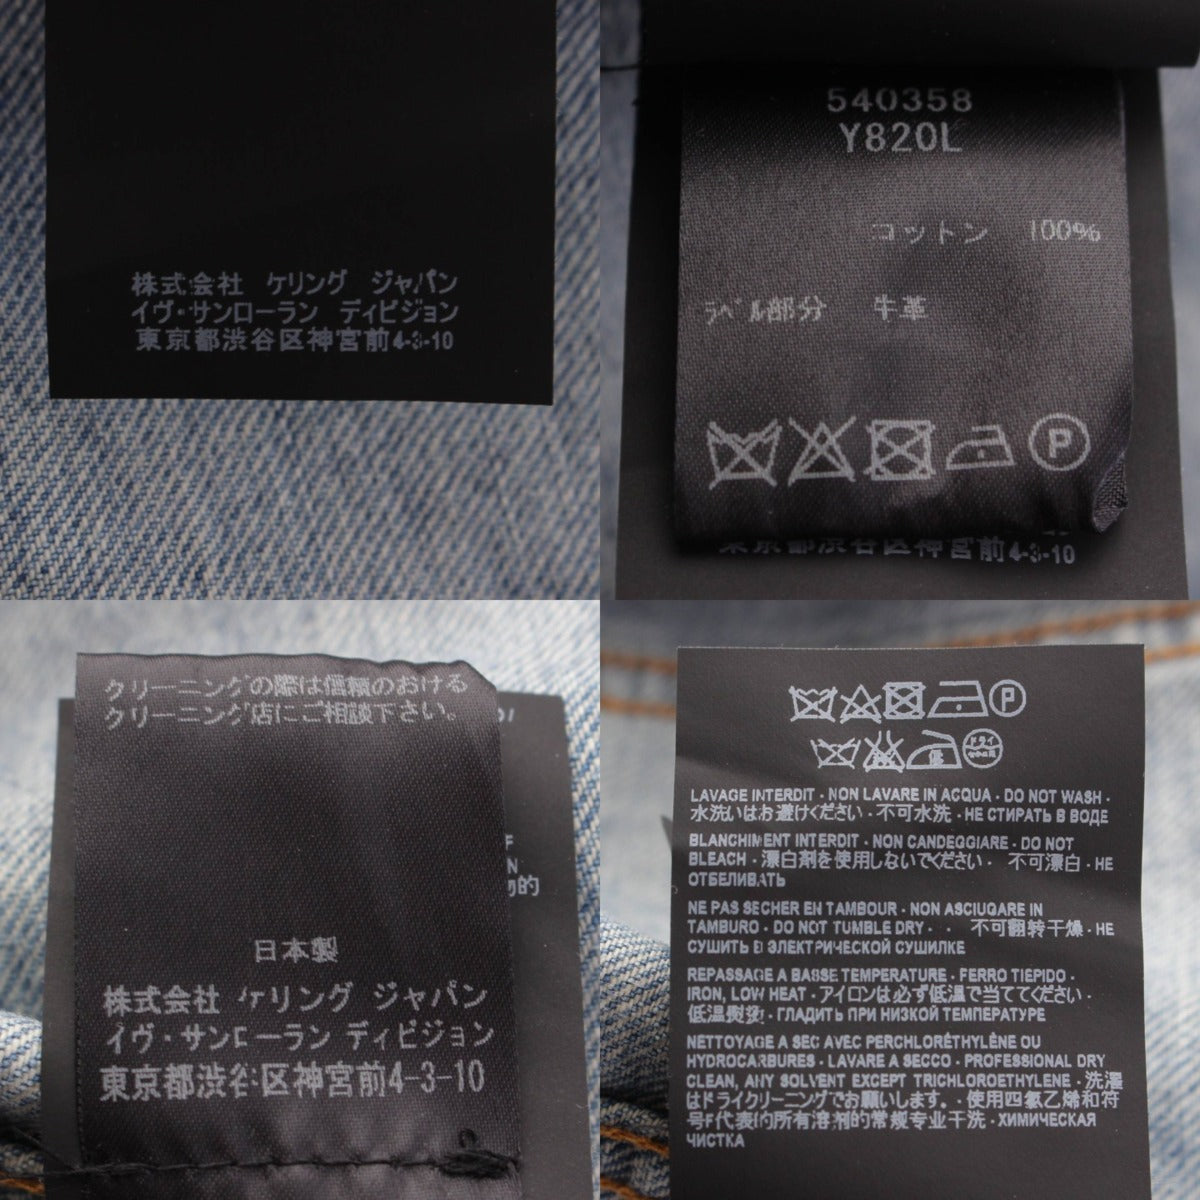 株式会社 ケリング ジャパン
イヴ・サンローラン ディビジョン
東京都渋谷区神宮前4-3-10
540358
Y820L
コットン 100%
ラベル部分 牛革
P
東京都渋谷区神宮前4-3-10
クリーニングの際は信頼のおける
クリーニング店にご相談下さい。
日本製
株式会社 ケリング ジャパン
イヴ・サンローラン ディビジョン
東京都渋谷区神宮前4-3-10
F
N
物的
P
低 ドライ
LAVAGE INTERDIT - NON LAVARE IN ACQUA - DO NOT WASH -
水洗いはお避けください - 不可水洗 - НЕ СТИРАТЬ В ВОДЕ
BLANCHIMENT INTERDIT - NON CANDEGGIARE - DO NOT
BLEACH - 漂白剤を使用しないでください - 不可漂白 - НЕ
ОТБЕЛИВАТЬ
NE PAS SECHER EN TAMBOUR - NON ASCIUGARE IN
TAMBURO - DO NOT TUMBLE DRY - - 不可翻转干燥 - НЕ
СУШИТЬ В ЭЛЕКТРИЧЕСКОЙ СУШИЛКЕ
REPASSAGE A BASSE TEMPERATURE - FERRO TIEPIDO -
IRON, LOW HEAT - アイロンは必ず低温で当ててください -
低温熨烫 - ГЛАДИТЬ ПРИ НИЗКОЙ ТЕМПЕРАТУРЕ
NETTOYAGE A SEC AVEC PERCHLORÉTHYLÈNE OU
HYDROCARBURES - LAVARE A SECCO - PROFESSIONAL DRY
CLEAN, ANY SOLVENT EXCEPT TRICHLOROETHYLENE - 洗濯
はドライクリーニングでお願いします。 - 使用四氯乙烯和符
号F代表的所有溶剂的常规专业干洗 - ХИМИЧЕСКАЯ
ЧИСТКА